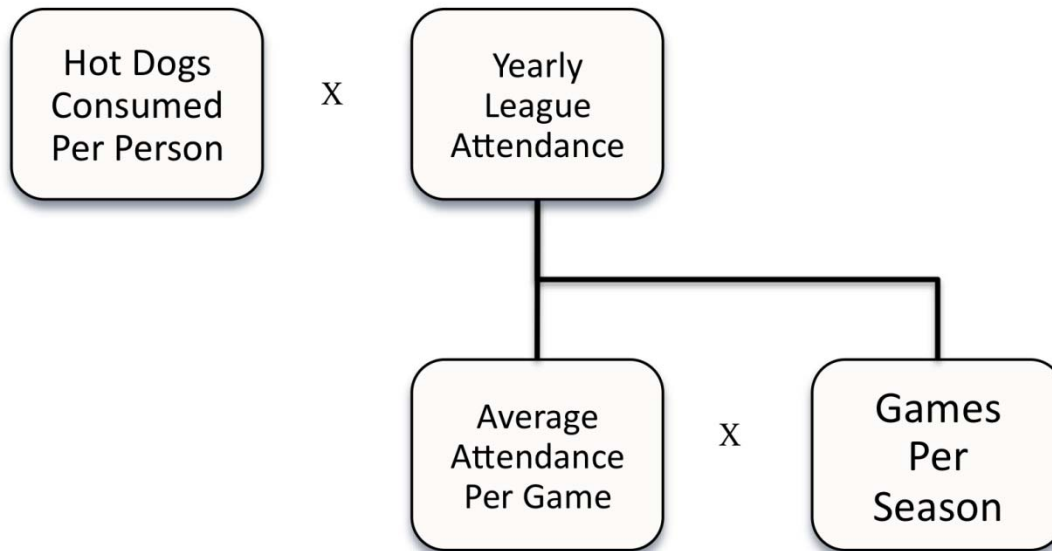 Hot Dogs
Consumed
Per Person
X
Yearly
League
Attendance
Average
Attendance
Per Game
X
Games
Per
Season